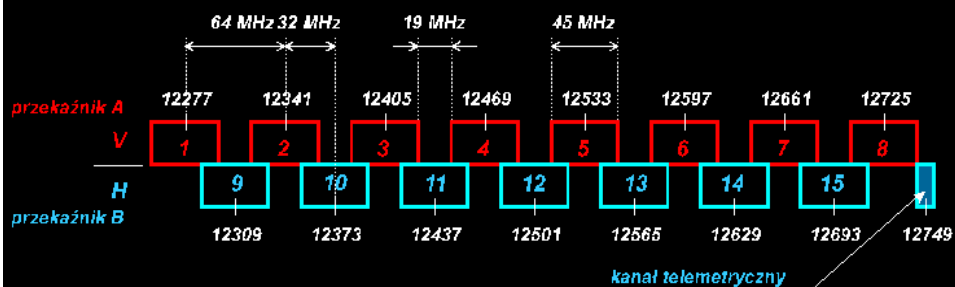 64 MHz 32 MHz 19 MHz 45 MHz
12277 12341 12405 12469 12533 12597 12661 12725
przekaźnik A
V 1 2 3 4 5 6 7 8
H 9 10 11 12 13 14 15
przekaźnik B
12309 12373 12437 12501 12565 12629 12693 12749
kanał telemetryczny